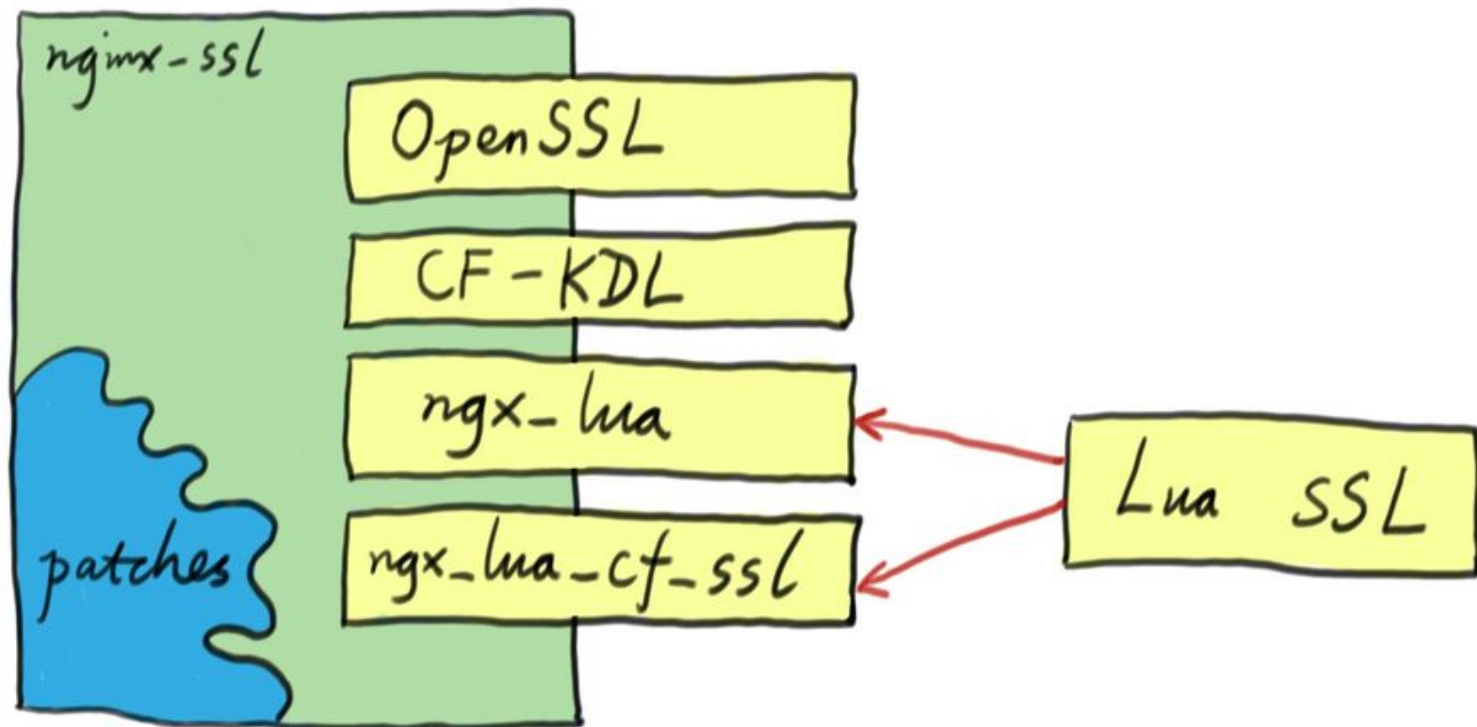 nginx-ssl
OpenSSL
CF-KDL
ngx_lua
ngx_lua_cf_ssl
Lua SSL
patches